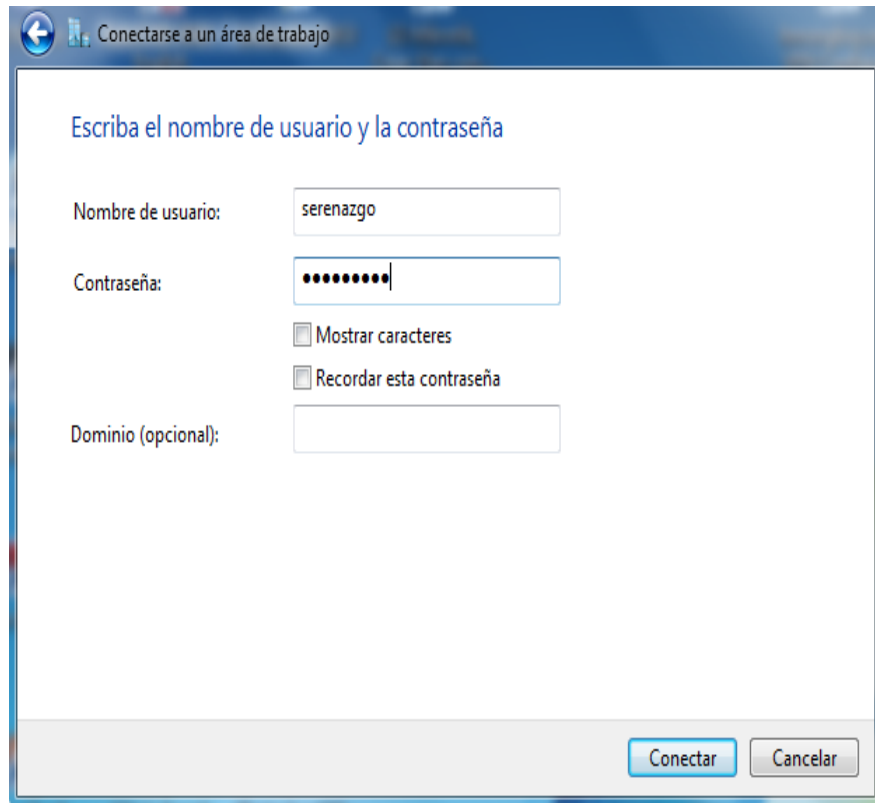 Conectarse a un área de trabajo
Escriba el nombre de usuario y la contraseña
Nombre de usuario: serenazgo
Contraseña: •••••••••
Mostrar caracteres
Recordar esta contraseña
Dominio (opcional):
Conectar Cancelar